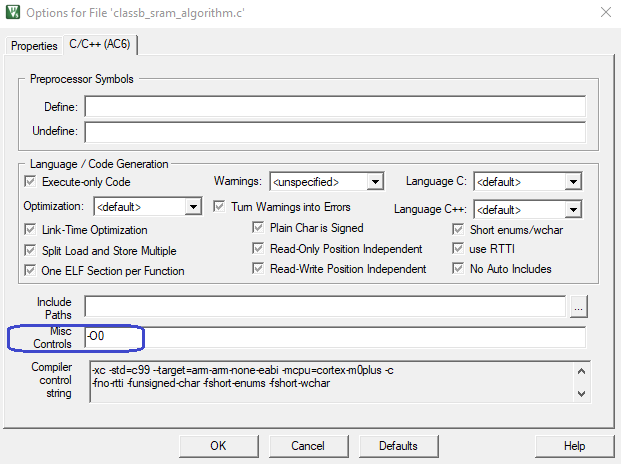 Options for File 'classb_sram_algorithm.c'
Properties
C/C++ (AC6)
Preprocessor Symbols
Define:
Undefine:
Language / Code Generation
Execute-only Code
Warnings:
<unspecified>
Language C:
<default>
Optimization:
<default>
Turn Warnings into Errors
Language C++:
<default>
Link-Time Optimization
Plain Char is Signed
Short enums/wchar
Split Load and Store Multiple
Read-Only Position Independent
use RTTI
One ELF Section per Function
Read-Write Position Independent
No Auto Includes
Include
Paths
...
Misc
Controls
-O0
Compiler
control
string
-xc -std=c99 --target=arm-arm-none-eabi -mcpu=cortex-m0plus -c
-fno-rtti -funsigned-char -fshort-enums -fshort-wchar
OK
Cancel
Defaults
Help